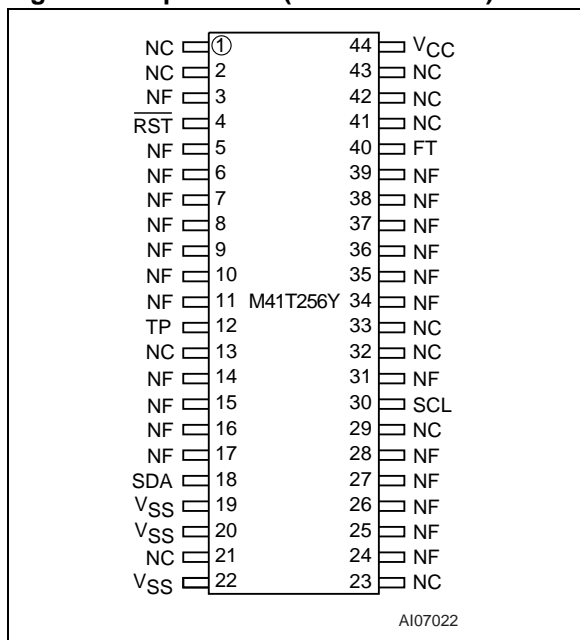 NC 1 44 VCC
NC 2 43 NC
NF 3 42 NC
RST 4 41 NC
NF 5 40 FT
NF 6 39 NF
NF 7 38 NF
NF 8 37 NF
NF 9 36 NF
NF 10 35 NF
NF 11 M41T256Y 34 NF
TP 12 33 NC
NC 13 32 NC
NF 14 31 NF
NF 15 30 SCL
NF 16 29 NC
NF 17 28 NF
SDA 18 27 NF
VSS 19 26 NF
VSS 20 25 NF
NC 21 24 NF
VSS 22 23 NC
AI07022